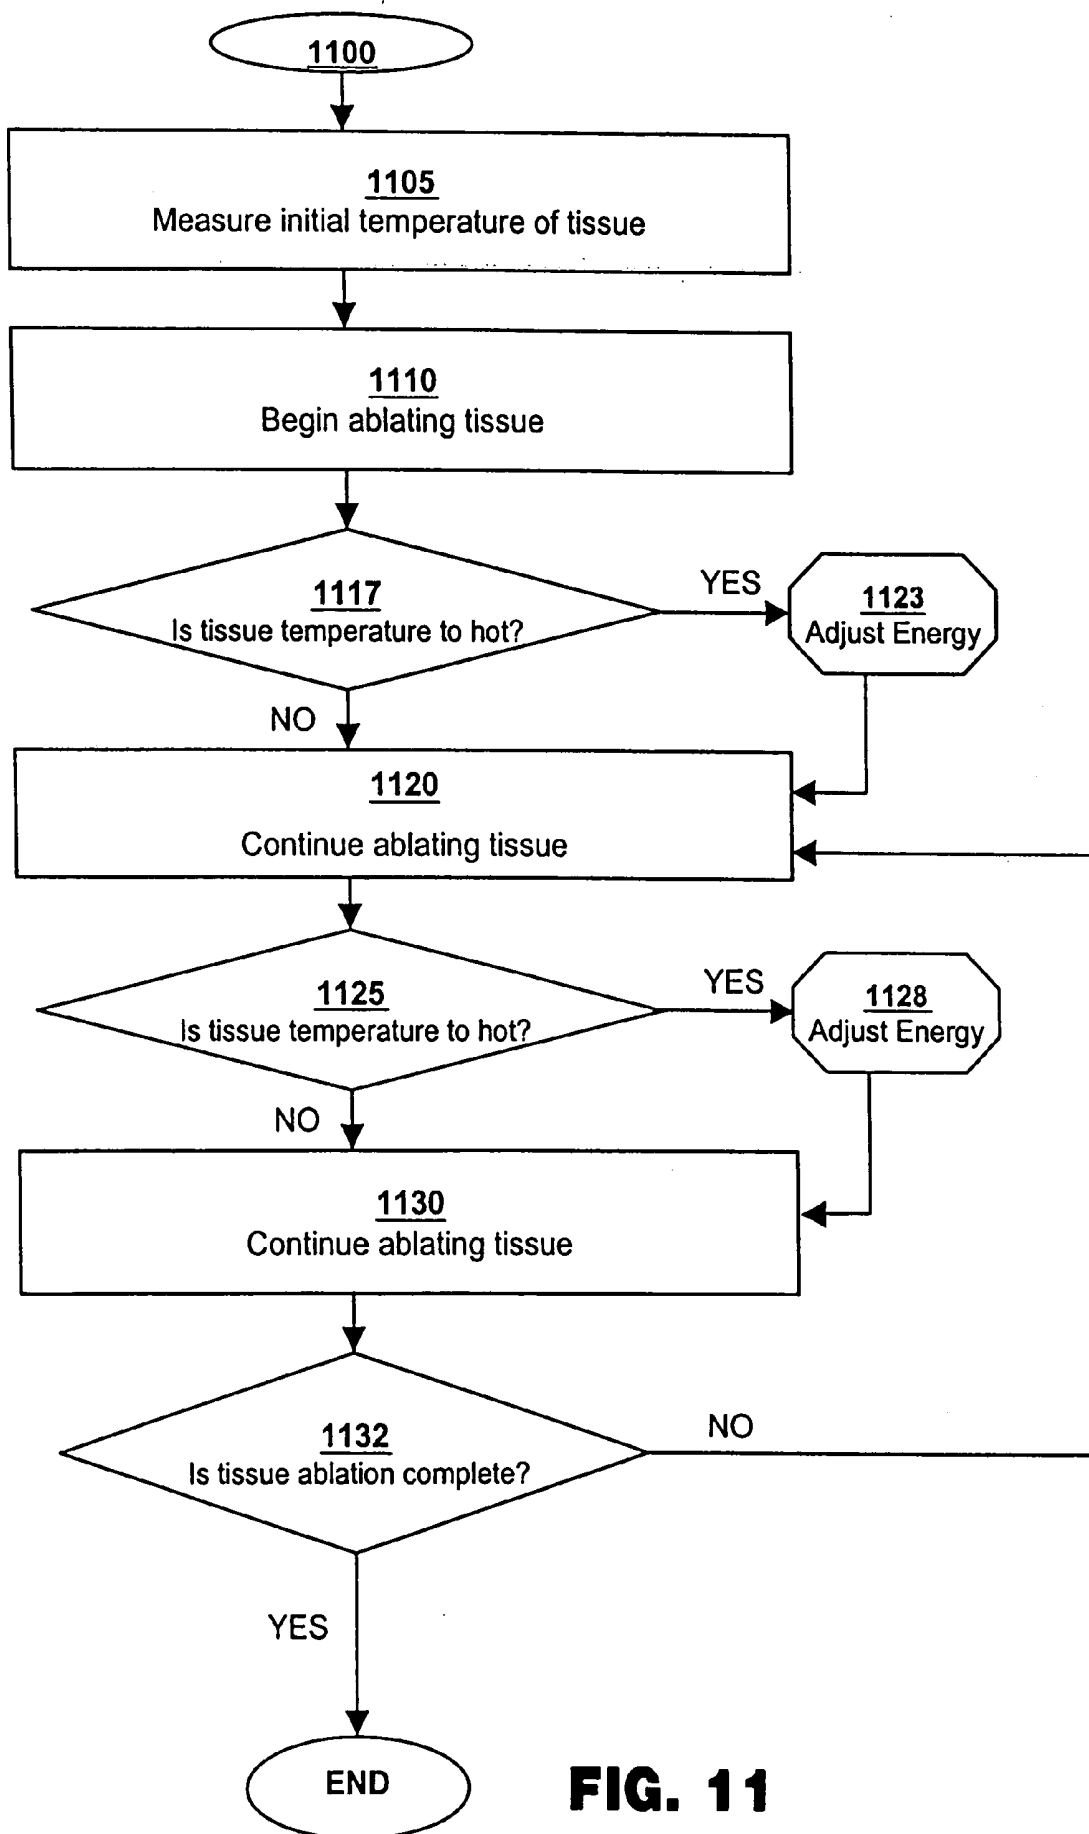 1100
1105
Measure initial temperature of tissue
1110
Begin ablating tissue
1117
Is tissue temperature to hot?
YES
1123
Adjust Energy
NO
1120
Continue ablating tissue
1125
Is tissue temperature to hot?
YES
1128
Adjust Energy
NO
1130
Continue ablating tissue
1132
Is tissue ablation complete?
NO
YES
END
FIG. 11